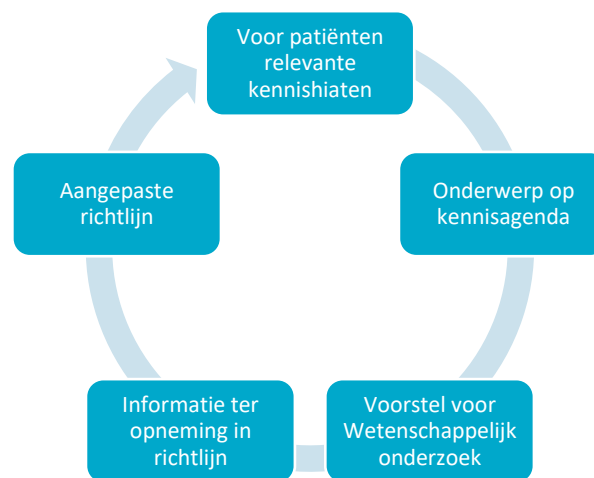 Voor patiënten
relevante
kennishiaten
Onderwerp op
kennisagenda
Voorstel voor
Wetenschappelijk
onderzoek
Informatie ter
opneming in
richtlijn
Aangepaste
richtlijn